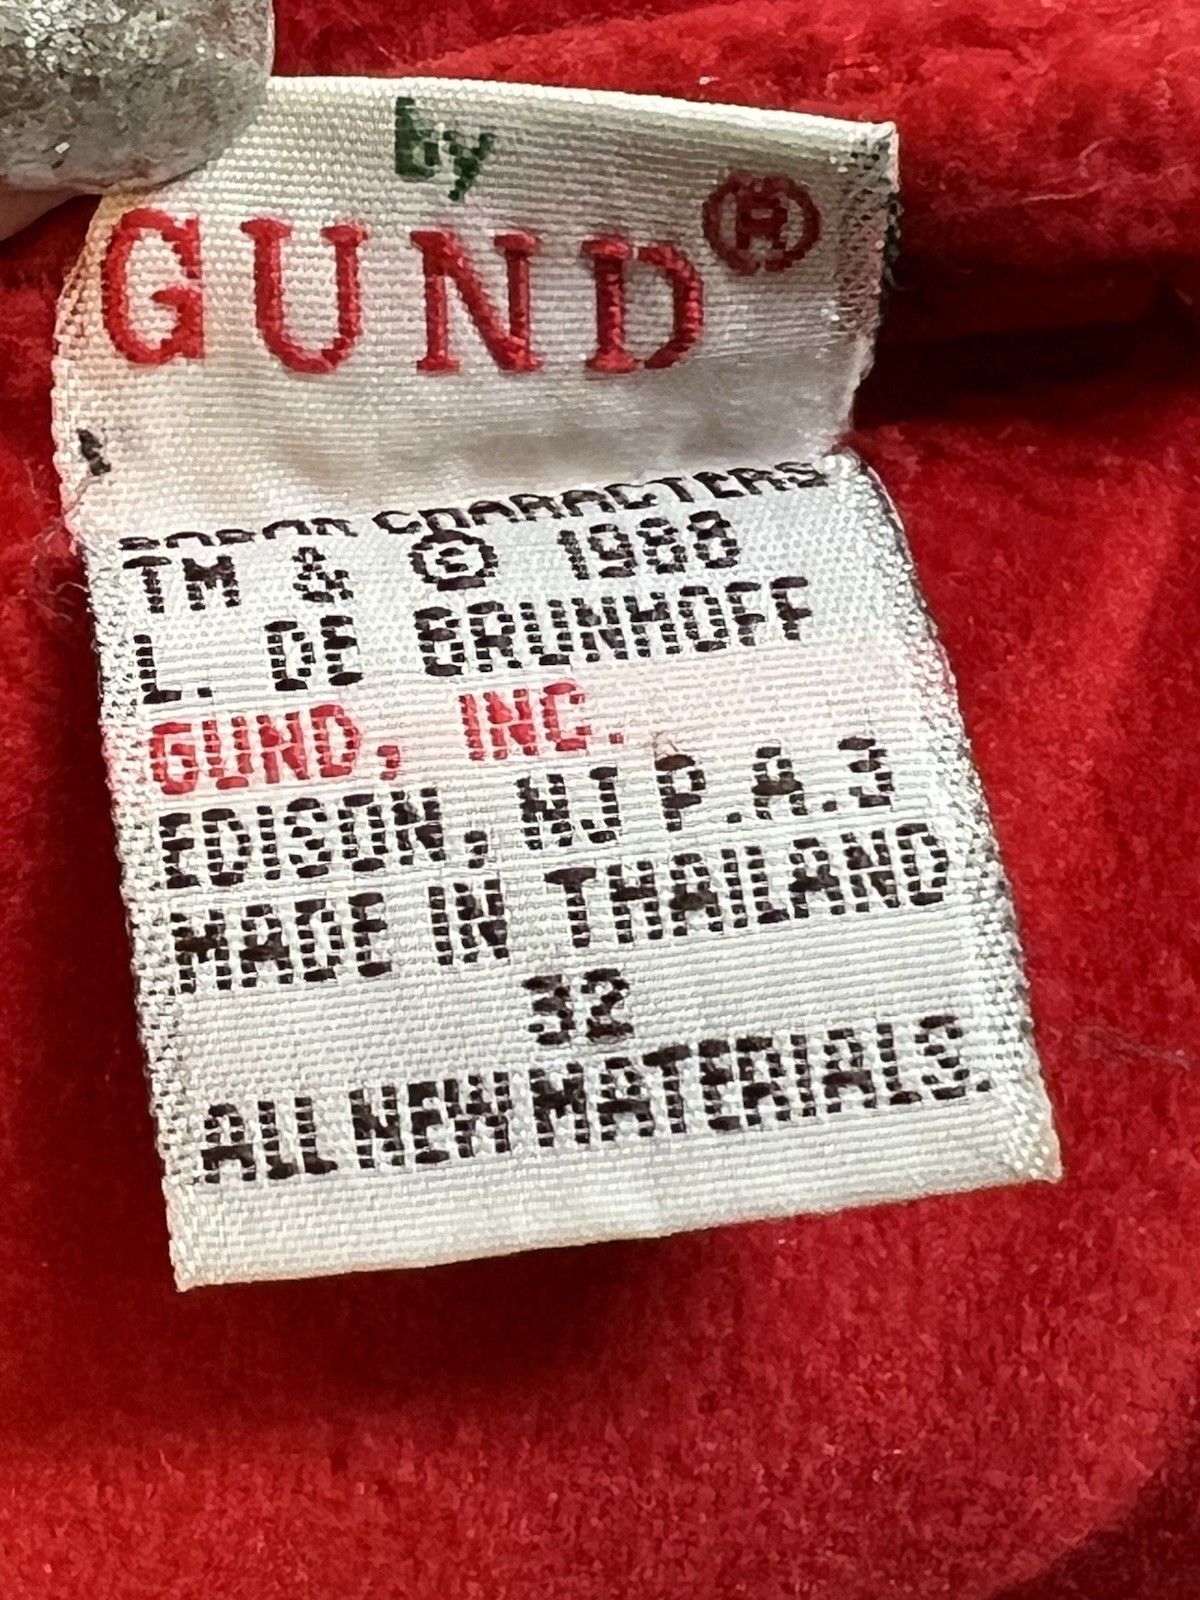 by
GUND®
BABAR CHARACTERS
TM & © 1988
L. DE BRUNHOFF
GUND, INC.
EDISON, NJ P.A.3
MADE IN THAILAND
32
ALL NEW MATERIALS.